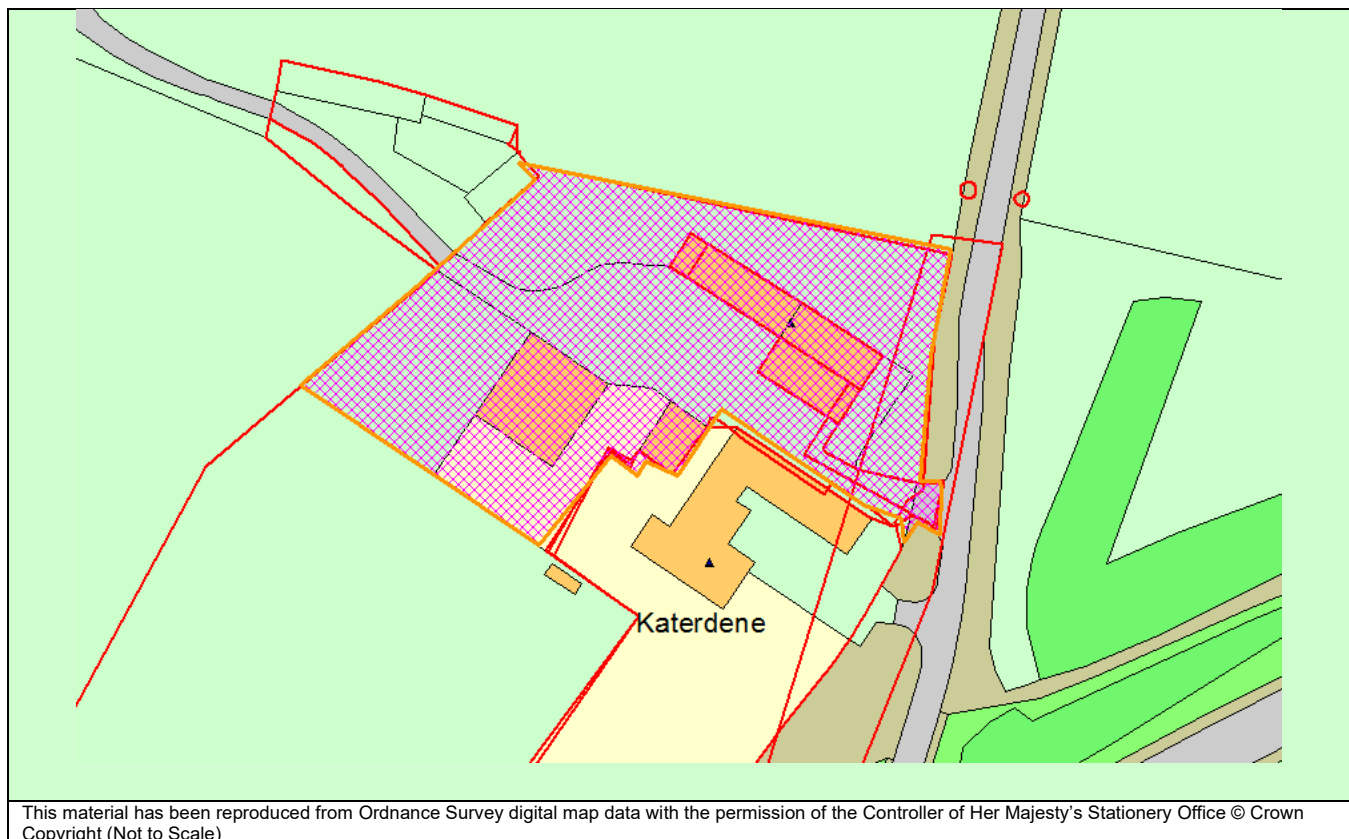 Katerdene
This material has been reproduced from Ordnance Survey digital map data with the permission of the Controller of Her Majesty’s Stationery Office © Crown
Copyright (Not to Scale)